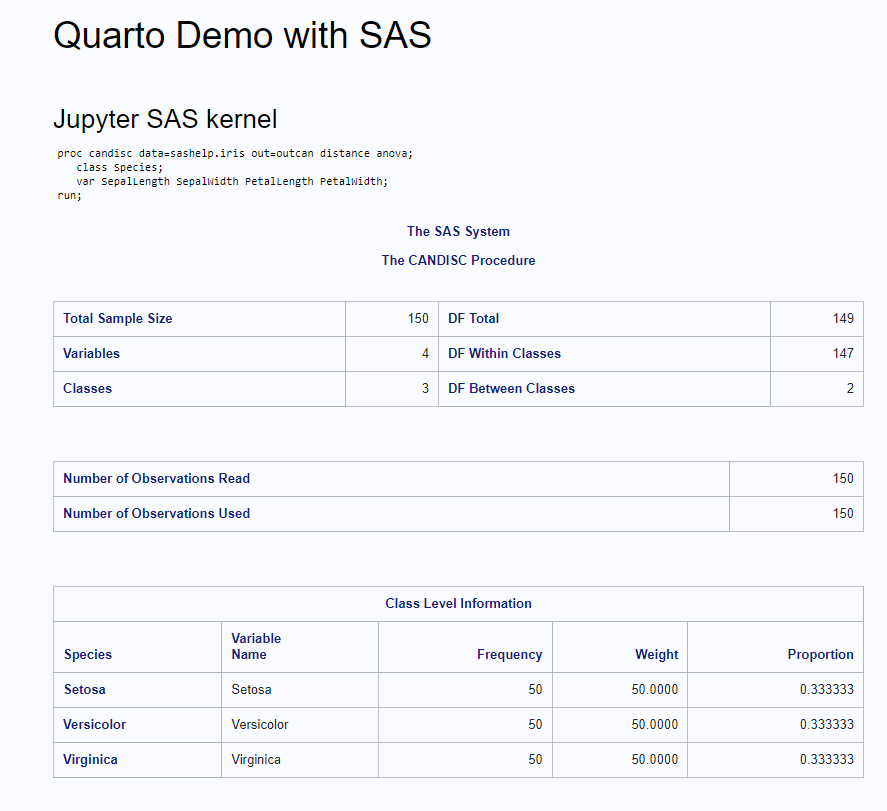 Quarto Demo with SAS
Jupyter SAS kernel
proc candisc data=sashelp.iris out=outcan distance anova;
   class Species;
   var SepalLength SepalWidth PetalLength PetalWidth;
run;
The SAS System
The CANDISC Procedure
Total Sample Size 150 DF Total 149
Variables 4 DF Within Classes 147
Classes 3 DF Between Classes 2
Number of Observations Read 150
Number of Observations Used 150
Class Level Information
Variable
Species Name Frequency Weight Proportion
Setosa Setosa 50 50.0000 0.333333
Versicolor Versicolor 50 50.0000 0.333333
Virginica Virginica 50 50.0000 0.333333